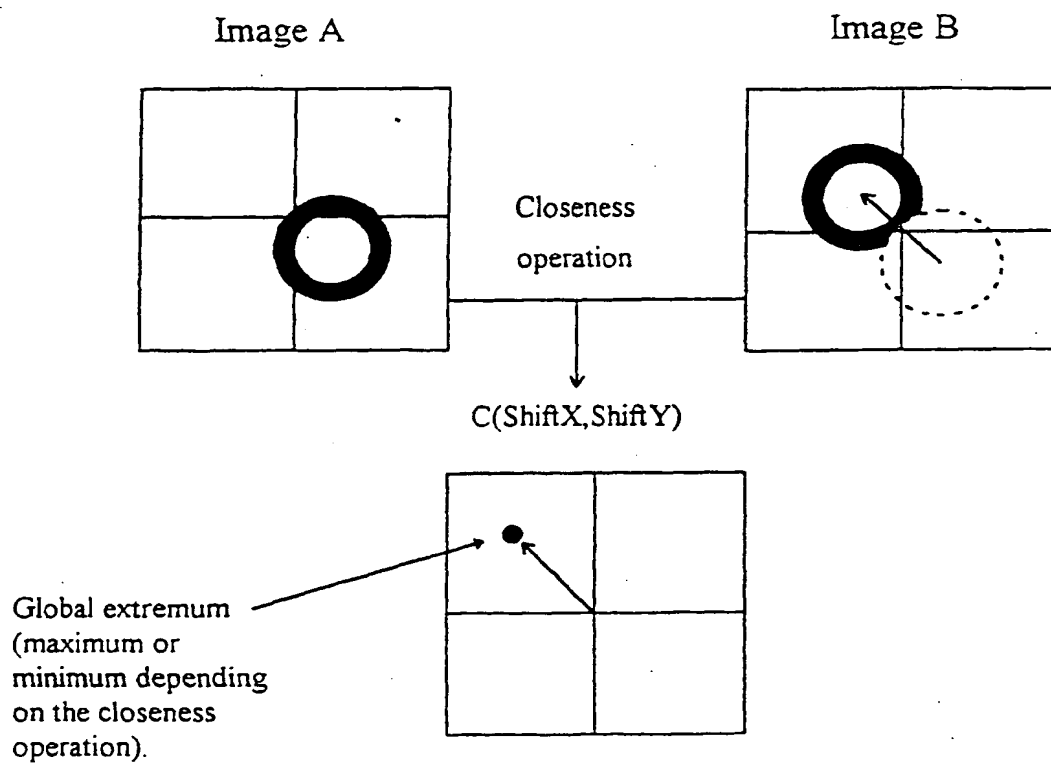 Image A
Image B
Closeness
operation
C(ShiftX,ShiftY)
Global extremum
(maximum or
minimum depending
on the closeness
operation).